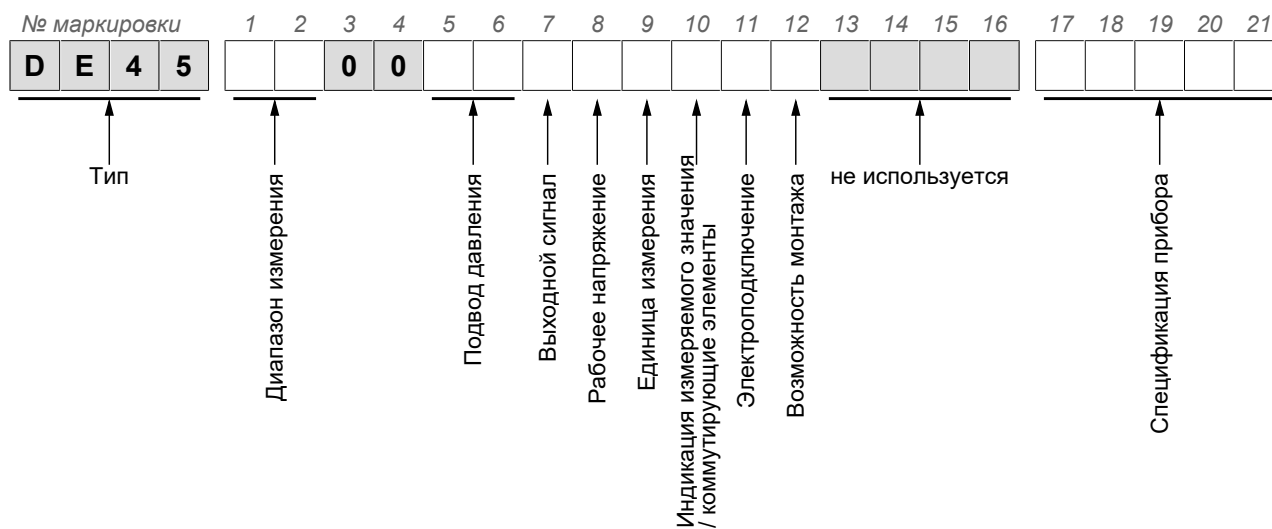 № маркировки 1 2 3 4 5 6 7 8 9 10 11 12 13 14 15 16 17 18 19 20 21
D E 4 5 0 0
Тип
Диапазон измерения
Подвод давления
Выходной сигнал
Рабочее напряжение
Единица измерения
Индикация измеряемого значения
/ коммутирующие элементы
Электроподключение
Возможность монтажа
не используется
Спецификация прибора